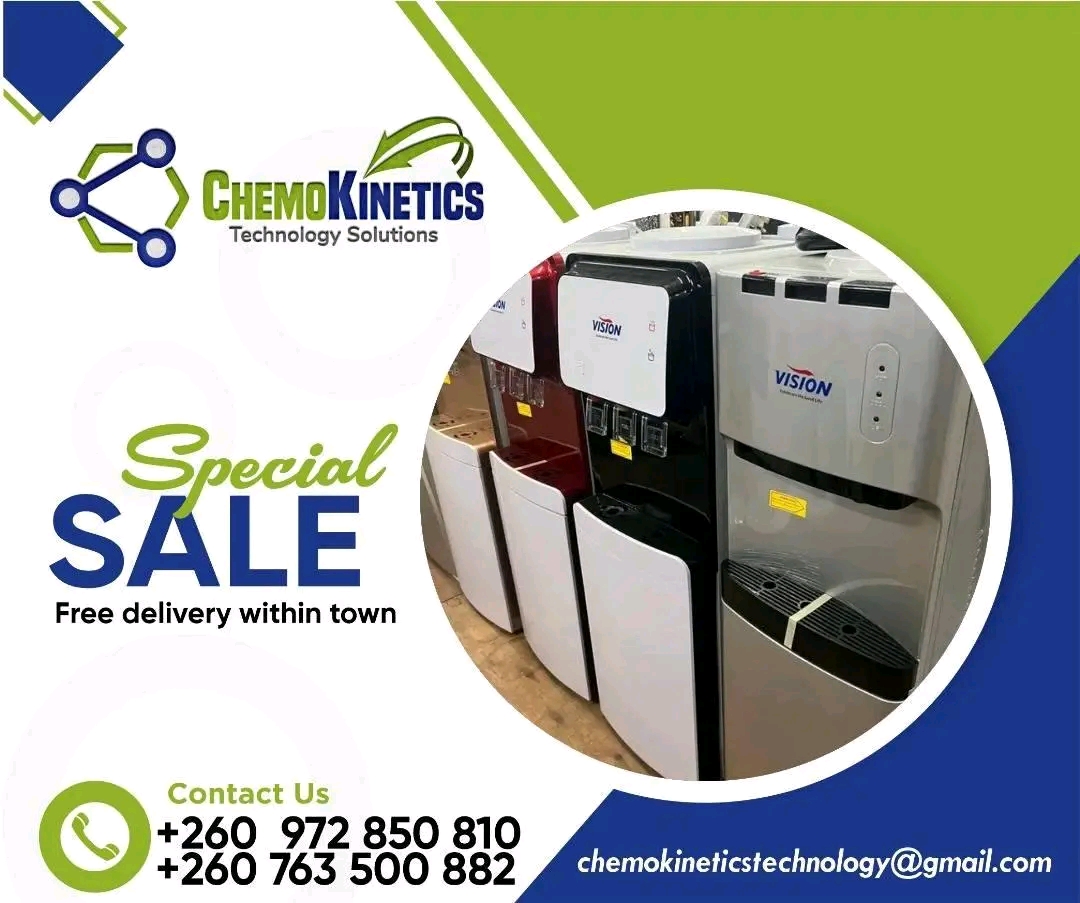 CHEMOKINETICS
Technology Solutions
VISION
VISION
Special
SALE
Free delivery within town
Contact Us
+260 972 850 810
+260 763 500 882
chemokineticstechnology@gmail.com